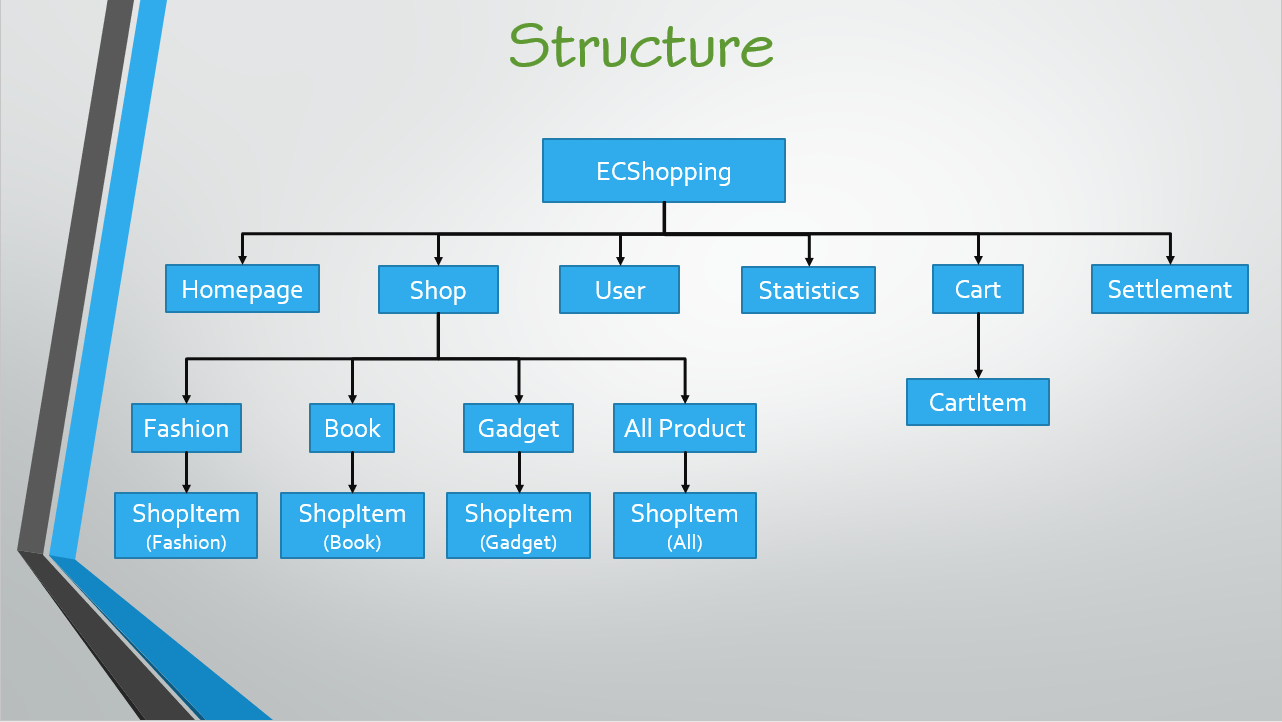 Structure
ECShopping
Homepage
Shop
User
Statistics
Cart
Settlement
CartItem
Fashion
Book
Gadget
All Product
ShopItem
(Fashion)
ShopItem
(Book)
ShopItem
(Gadget)
ShopItem
(All)